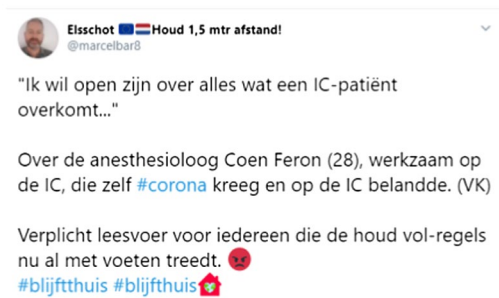 Elsschot 🇪🇺🇳🇱Houd 1,5 mtr afstand!
@marcelbar8
"Ik wil open zijn over alles wat een IC-patiënt
overkomt..."
Over de anesthesioloog Coen Feron (28), werkzaam op
de IC, die zelf #corona kreeg en op de IC belandde. (VK)
Verplicht leesvoer voor iedereen die de houd vol-regels
nu al met voeten treedt. 😡
#blijftthuis #blijfthuis